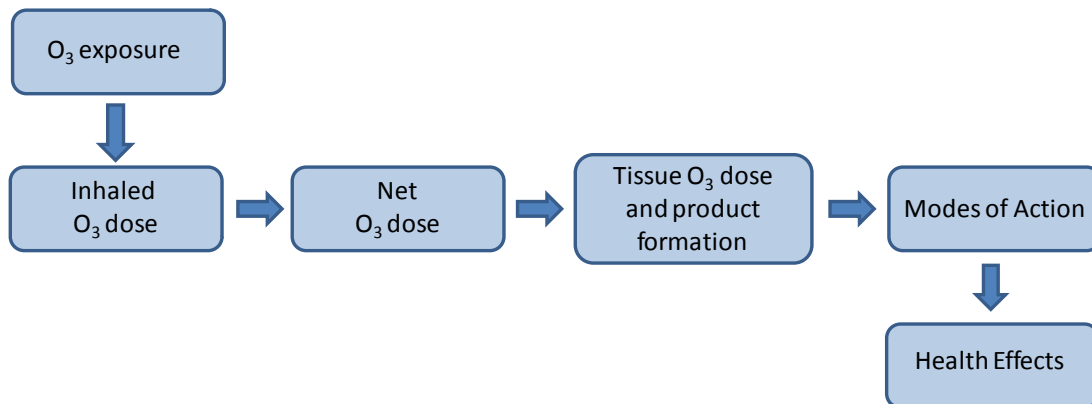 O₃ exposure
Inhaled
O₃ dose
Net
O₃ dose
Tissue O₃ dose
and product
formation
Modes of Action
Health Effects